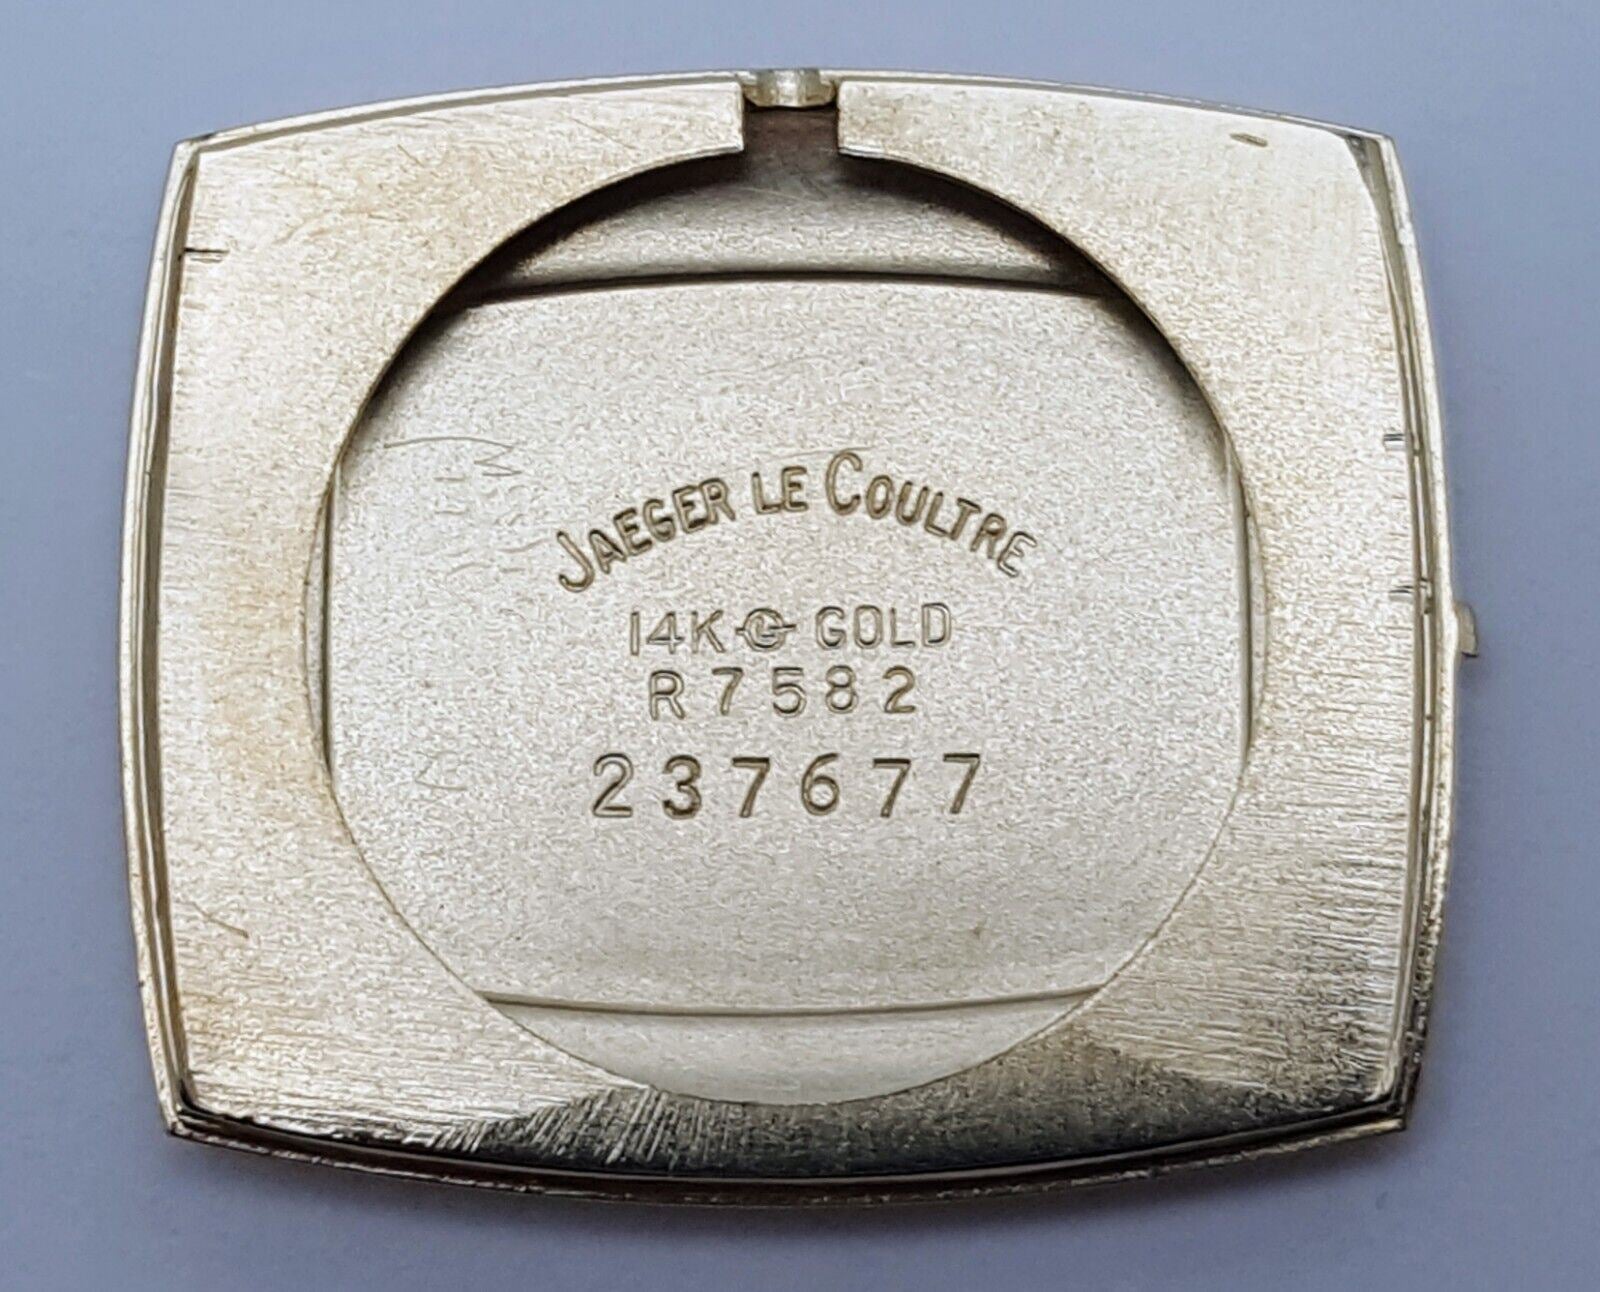 JAEGER LE COULTRE
14K G GOLD
R7582
237677